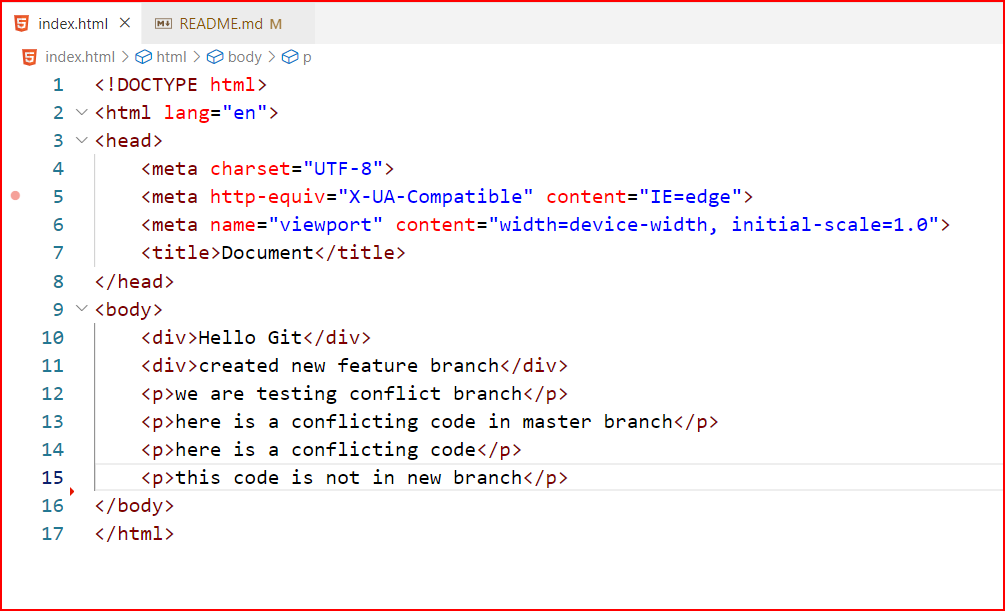 index.html × README.md M
index.html > html > body > p
1 <!DOCTYPE html>
2 <html lang="en">
3 <head>
4     <meta charset="UTF-8">
5     <meta http-equiv="X-UA-Compatible" content="IE=edge">
6     <meta name="viewport" content="width=device-width, initial-scale=1.0">
7     <title>Document</title>
8 </head>
9 <body>
10     <div>Hello Git</div>
11     <div>created new feature branch</div>
12     <p>we are testing conflict branch</p>
13     <p>here is a conflicting code in master branch</p>
14     <p>here is a conflicting code</p>
15     <p>this code is not in new branch</p>
16 </body>
17 </html>